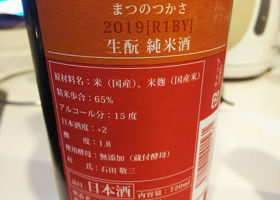 まつのつかさ
2019[R1BY]
生酛 純米酒
原材料名：米（国産）、米麹（国産米）
精米歩合：65%
アルコール分：15度
日本酒度：+2
酸　　度：1.8
使用酵母：無添加（蔵付酵母）
杜　　氏：石田 敬三
品目 日本酒 内容量：720ml